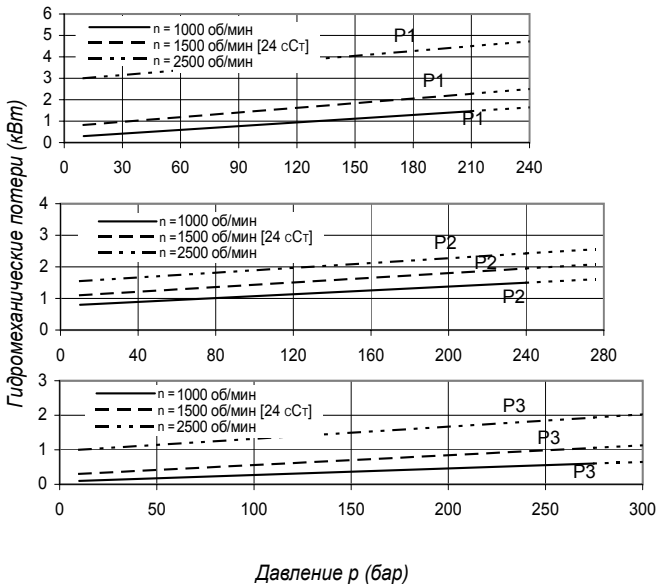 Гидромеханические потери (кВт)
6
5
4
3
2
1
0
n = 1000 об/мин
n = 1500 об/мин [24 сСт]
n = 2500 об/мин
P1
P1
P1
0 30 60 90 120 150 180 210 240
4
3
2
1
0
n = 1000 об/мин
n = 1500 об/мин [24 сСт]
n = 2500 об/мин
P2
P2
P2
0 40 80 120 160 200 240 280
3
2
1
0
n = 1000 об/мин
n = 1500 об/мин [24 сСт]
n = 2500 об/мин
P3
P3
P3
0 50 100 150 200 250 300
Давление p (бар)